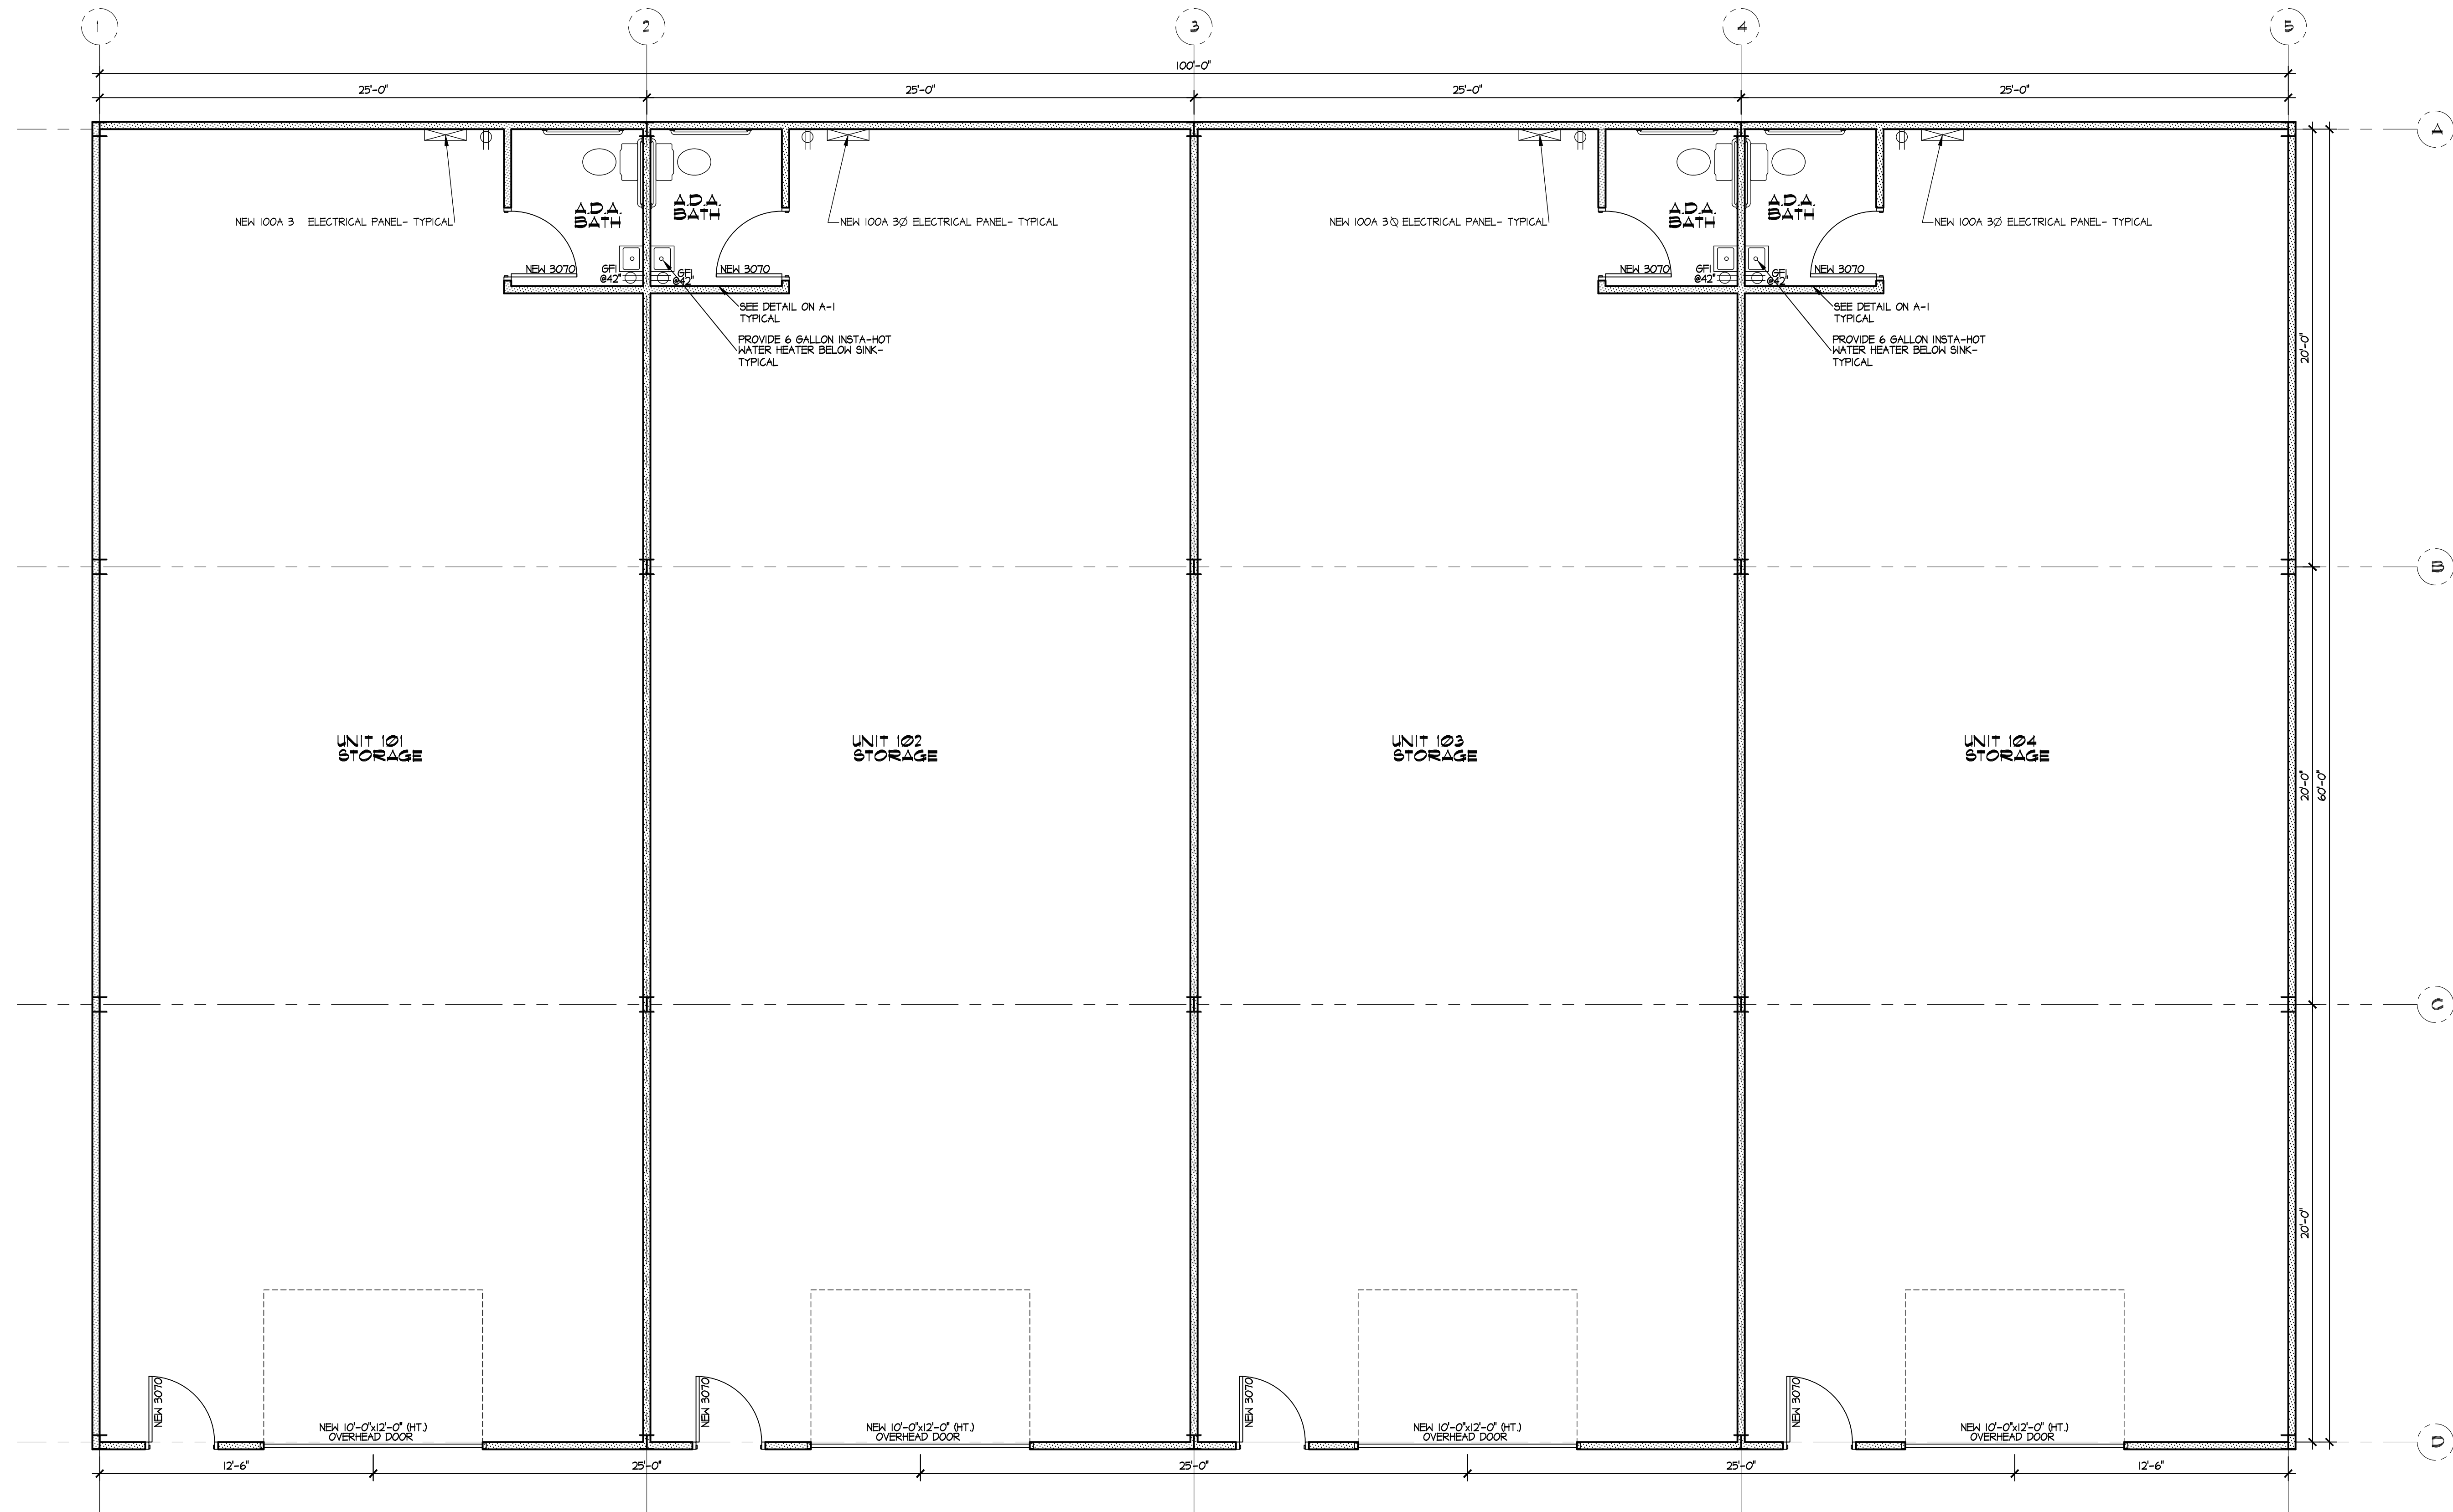 1
2
3
4
5
100'-0"
25'-0"
25'-0"
25'-0"
25'-0"
A
NEW 100A 3 ELECTRICAL PANEL- TYPICAL
A.D.A.
BATH
A.D.A.
BATH
NEW 100A 3Ø ELECTRICAL PANEL- TYPICAL
NEW 100A 3Ø ELECTRICAL PANEL- TYPICAL
A.D.A.
BATH
A.D.A.
BATH
NEW 100A 3Ø ELECTRICAL PANEL- TYPICAL
NEW 3070
GFI
@42"
GFI
@42"
NEW 3070
NEW 3070
GFI
@42"
GFI
@42"
NEW 3070
SEE DETAIL ON A-1
TYPICAL
SEE DETAIL ON A-1
TYPICAL
PROVIDE 6 GALLON INSTA-HOT
WATER HEATER BELOW SINK-
TYPICAL
PROVIDE 6 GALLON INSTA-HOT
WATER HEATER BELOW SINK-
TYPICAL
20'-0"
B
UNIT 101
STORAGE
UNIT 102
STORAGE
UNIT 103
STORAGE
UNIT 104
STORAGE
20'-0"
60'-0"
C
20'-0"
NEW 3070
NEW 3070
NEW 3070
NEW 3070
NEW 10'-0"x12'-0" (HT.)
OVERHEAD DOOR
NEW 10'-0"x12'-0" (HT.)
OVERHEAD DOOR
NEW 10'-0"x12'-0" (HT.)
OVERHEAD DOOR
NEW 10'-0"x12'-0" (HT.)
OVERHEAD DOOR
D
12'-6"
25'-0"
25'-0"
25'-0"
12'-6"